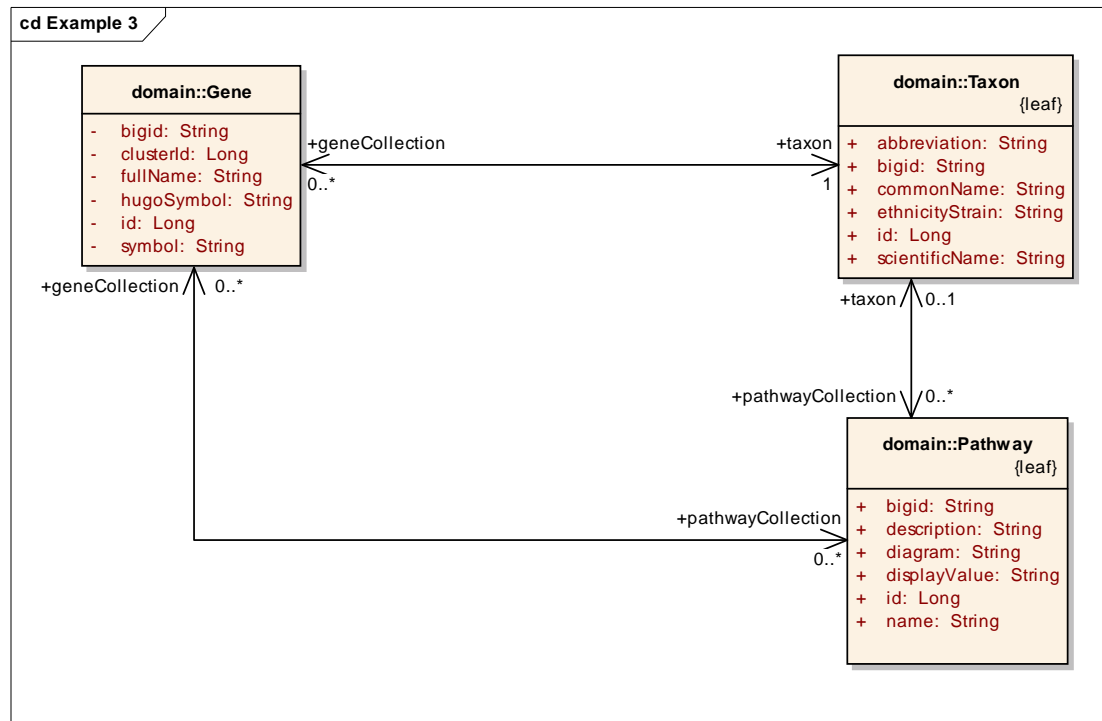 cd Example 3
domain::Gene
- bigid: String
- clusterId: Long
- fullName: String
- hugoSymbol: String
- id: Long
- symbol: String
+geneCollection
0..*
+taxon
1
domain::Taxon
{leaf}
+ abbreviation: String
+ bigid: String
+ commonName: String
+ ethnicityStrain: String
+ id: Long
+ scientificName: String
+geneCollection
0..*
+taxon
0..1
+pathwayCollection
0..*
domain::Pathway
{leaf}
+ bigid: String
+ description: String
+ diagram: String
+ displayValue: String
+ id: Long
+ name: String
+pathwayCollection
0..*